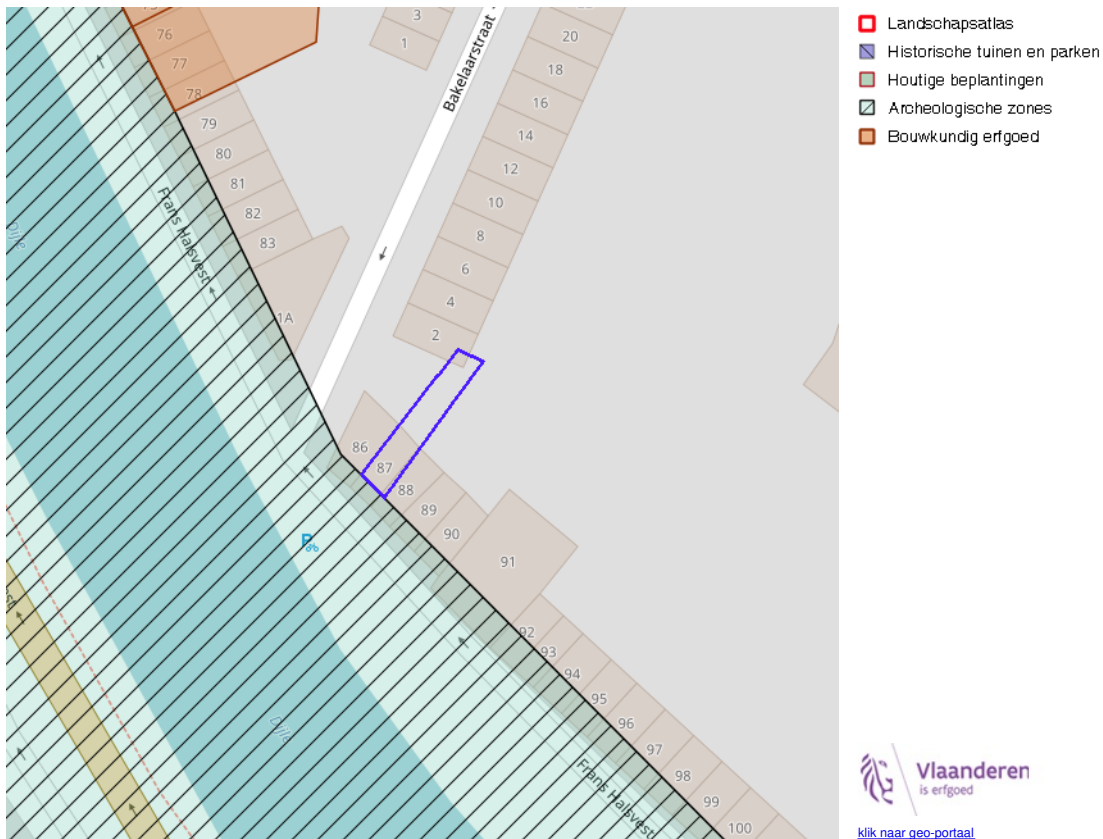 76
77
78
79
80
81
82
83
1A
3
1
Bakelaarstraat
20
18
16
14
12
10
8
6
4
2
Frans Halsvest
Dijle
86
87
88
89
90
91
92
93
94
95
96
97
98
99
100
Dijle
Frans Halsvest
Landschapsatlas
Historische tuinen en parken
Houtige beplantingen
Archeologische zones
Bouwkundig erfgoed
Vlaanderen
is erfgoed
klik naar geo-portaal